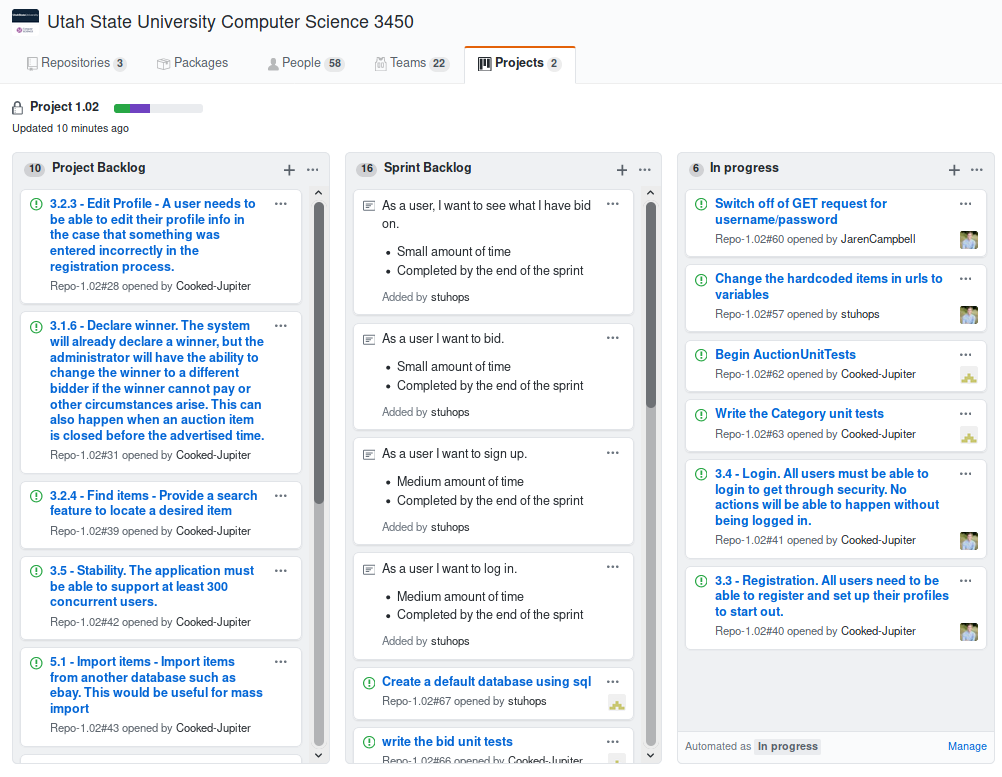 Utah State University Computer Science 3450
Repositories 3
Packages
People 58
Teams 22
Projects 2
Project 1.02
Updated 10 minutes ago
10 Project Backlog
3.2.3 - Edit Profile - A user needs to
be able to edit their profile info in
the case that something was
entered incorrectly in the
registration process.
Repo-1.02#28 opened by Cooked-Jupiter
3.1.6 - Declare winner. The system
will already declare a winner, but the
administrator will have the ability to
change the winner to a different
bidder if the winner cannot pay or
other circumstances arise. This can
also happen when an auction item
is closed before the advertised time.
Repo-1.02#31 opened by Cooked-Jupiter
3.2.4 - Find items - Provide a search
feature to locate a desired item
Repo-1.02#39 opened by Cooked-Jupiter
3.5 - Stability. The application must
be able to support at least 300
concurrent users.
Repo-1.02#42 opened by Cooked-Jupiter
5.1 - Import items - Import items
from another database such as
ebay. This would be useful for mass
import
Repo-1.02#43 opened by Cooked-Jupiter
16 Sprint Backlog
As a user, I want to see what I have bid
on.
• Small amount of time
• Completed by the end of the sprint
Added by stuhops
As a user I want to bid.
• Small amount of time
• Completed by the end of the sprint
Added by stuhops
As a user I want to sign up.
• Medium amount of time
• Completed by the end of the sprint
Added by stuhops
As a user I want to log in.
• Medium amount of time
• Completed by the end of the sprint
Added by stuhops
Create a default database using sql
Repo-1.02#67 opened by stuhops
write the bid unit tests
Repo-1.02#66 opened by Cooked-Jupiter
6 In progress
Switch off of GET request for
username/password
Repo-1.02#60 opened by JarenCampbell
Change the hardcoded items in urls to
variables
Repo-1.02#57 opened by stuhops
Begin AuctionUnitTests
Repo-1.02#62 opened by Cooked-Jupiter
Write the Category unit tests
Repo-1.02#63 opened by Cooked-Jupiter
3.4 - Login. All users must be able to
login to get through security. No
actions will be able to happen without
being logged in.
Repo-1.02#41 opened by Cooked-Jupiter
3.3 - Registration. All users need to be
able to register and set up their profiles
to start out.
Repo-1.02#40 opened by Cooked-Jupiter
Automated as In progress
Manage